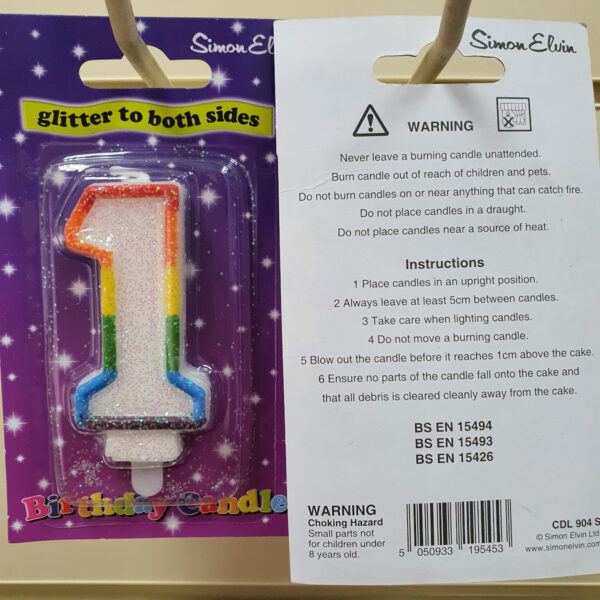 Simon El
glitter to both sides
1
Birthday Candle
Simon Elvin
WARNING
Never leave a burning candle unattended.
Burn candle out of reach of children and pets.
Do not burn candles on or near anything that can catch fire.
Do not place candles in a draught.
Do not place candles near a source of heat.
Instructions
1 Place candles in an upright position.
2 Always leave at least 5cm between candles.
3 Take care when lighting candles.
4 Do not move a burning candle.
5 Blow out the candle before it reaches 1cm above the cake.
6 Ensure no parts of the candle fall onto the cake and
that all debris is cleared cleanly away from the cake.
BS EN 15494
BS EN 15493
BS EN 15426
WARNING
Choking Hazard
Small parts not
for children under
8 years old.
5 050933 195453
CDL 904 S
© Simon Elvin Ltd
www.simonelvin.com